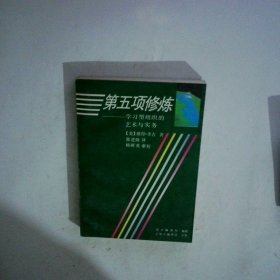 第五项修炼
——学习型组织的
艺术与实务
[美]彼得·圣吉 著
郭进隆 译
杨硕英 审校